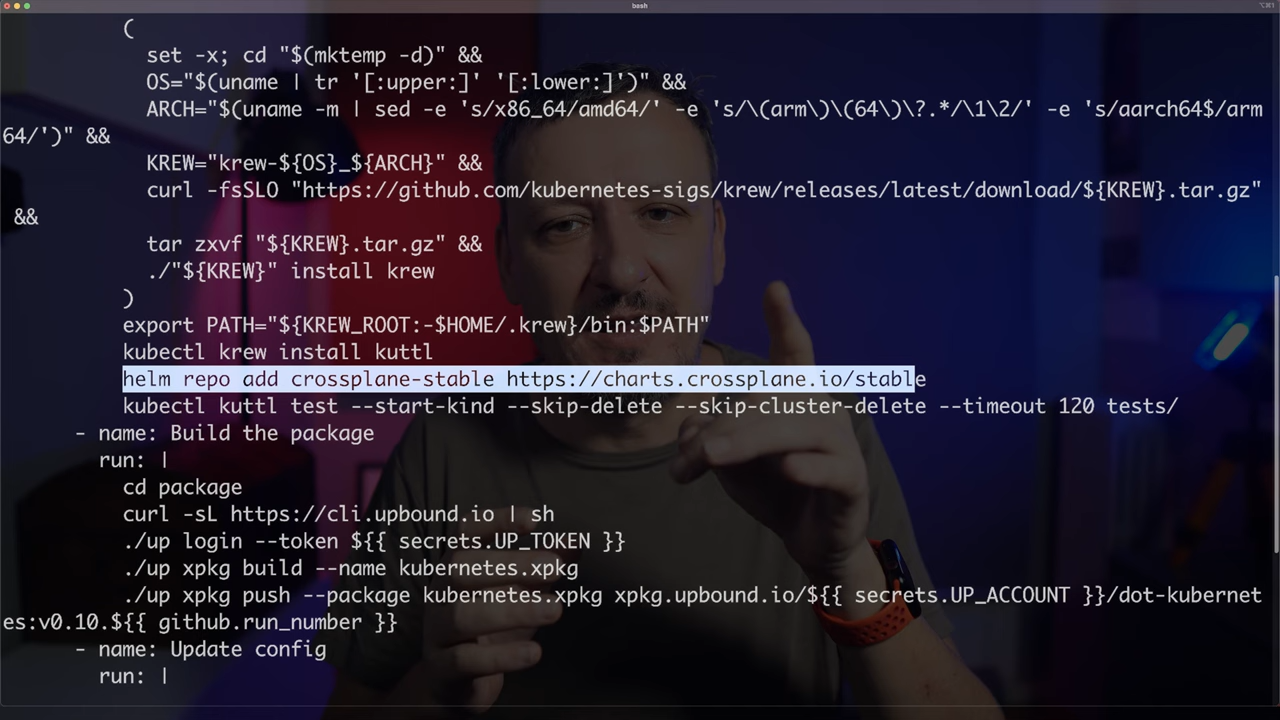 bash
(
set -x; cd "$(mktemp -d)" &&
OS="$(uname | tr '[:upper:]' '[:lower:]')" &&
ARCH="$(uname -m | sed -e 's/x86_64/amd64/' -e 's/\(arm\)\(64\)\?.*/\1\2/' -e 's/aarch64$/arm
64/')" &&
KREW="krew-${OS}_${ARCH}" &&
curl -fsSLO "https://github.com/kubernetes-sigs/krew/releases/latest/download/${KREW}.tar.gz"
&&
tar zxvf "${KREW}.tar.gz" &&
./"${KREW}" install krew
)
export PATH="${KREW_ROOT:-$HOME/.krew}/bin:$PATH"
kubectl krew install kuttl
helm repo add crossplane-stable https://charts.crossplane.io/stable
kubectl kuttl test --start-kind --skip-delete --skip-cluster-delete --timeout 120 tests/
- name: Build the package
run: |
cd package
curl -sL https://cli.upbound.io | sh
./up login --token ${{ secrets.UP_TOKEN }}
./up xpkg build --name kubernetes.xpkg
./up xpkg push --package kubernetes.xpkg xpkg.upbound.io/${{ secrets.UP_ACCOUNT }}/dot-kubernet
es:v0.10.${{ github.run_number }}
- name: Update config
run: |